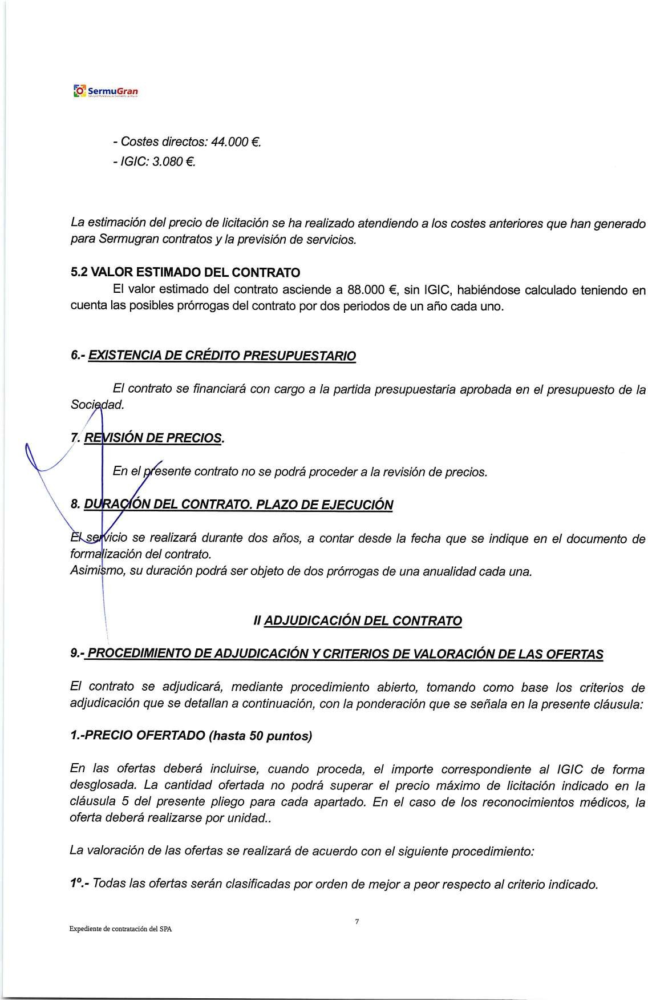 SermuGran
- Costes directos: 44.000 €.
- IGIC: 3.080 €.
La estimación del precio de licitación se ha realizado atendiendo a los costes anteriores que han generado
para Sermugran contratos y la previsión de servicios.
5.2 VALOR ESTIMADO DEL CONTRATO
El valor estimado del contrato asciende a 88.000 €, sin IGIC, habiéndose calculado teniendo en
cuenta las posibles prórrogas del contrato por dos periodos de un año cada uno.
6.- EXISTENCIA DE CRÉDITO PRESUPUESTARIO
El contrato se financiará con cargo a la partida presupuestaria aprobada en el presupuesto de la
Sociedad.
7. REVISIÓN DE PRECIOS.
En el presente contrato no se podrá proceder a la revisión de precios.
8. DURACIÓN DEL CONTRATO. PLAZO DE EJECUCIÓN
El servicio se realizará durante dos años, a contar desde la fecha que se indique en el documento de
formalización del contrato.
Asimismo, su duración podrá ser objeto de dos prórrogas de una anualidad cada una.
II ADJUDICACIÓN DEL CONTRATO
9.- PROCEDIMIENTO DE ADJUDICACIÓN Y CRITERIOS DE VALORACIÓN DE LAS OFERTAS
El contrato se adjudicará, mediante procedimiento abierto, tomando como base los criterios de
adjudicación que se detallan a continuación, con la ponderación que se señala en la presente cláusula:
1.-PRECIO OFERTADO (hasta 50 puntos)
En las ofertas deberá incluirse, cuando proceda, el importe correspondiente al IGIC de forma
desglosada. La cantidad ofertada no podrá superar el precio máximo de licitación indicado en la
cláusula 5 del presente pliego para cada apartado. En el caso de los reconocimientos médicos, la
oferta deberá realizarse por unidad..
La valoración de las ofertas se realizará de acuerdo con el siguiente procedimiento:
1º.- Todas las ofertas serán clasificadas por orden de mejor a peor respecto al criterio indicado.
7
Expediente de contratación del SPA